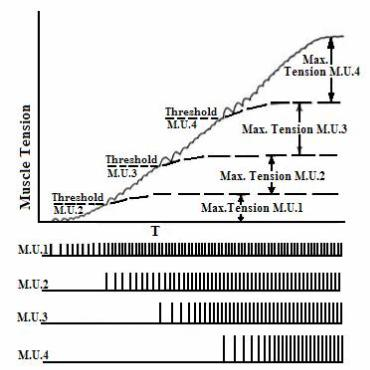 Max.
Tension M.U.4
Threshold
M.U.4
Max. Tension M.U.3
Threshold
M.U.3
Max. Tension M.U.2
Threshold
M.U.2
Max.Tension M.U.1
Muscle Tension
T
M.U.1
M.U.2
M.U.3
M.U.4